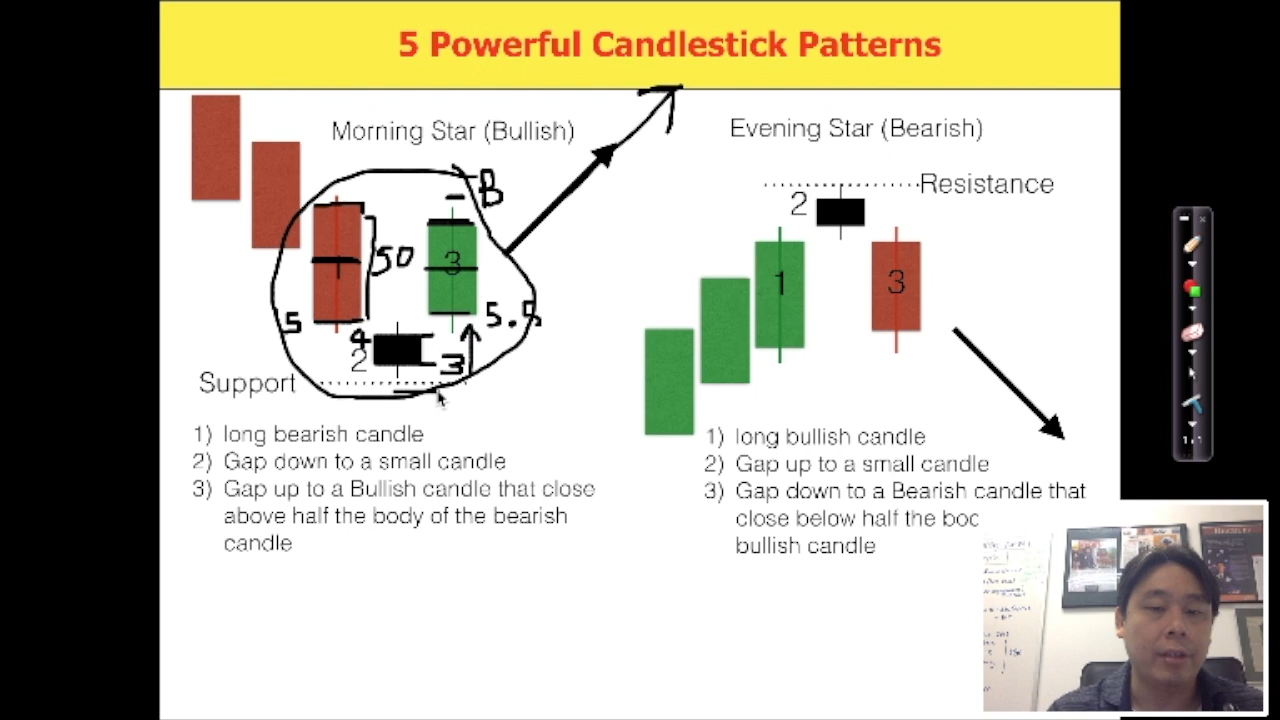 5 Powerful Candlestick Patterns
Morning Star (Bullish)
B
50
3
5
4
2
3
5.5
Support
1) long bearish candle
2) Gap down to a small candle
3) Gap up to a Bullish candle that close
above half the body of the bearish
candle
Evening Star (Bearish)
Resistance
2
1
3
1) long bullish candle
2) Gap up to a small candle
3) Gap down to a Bearish candle that
close below half the
bullish candle
1/1